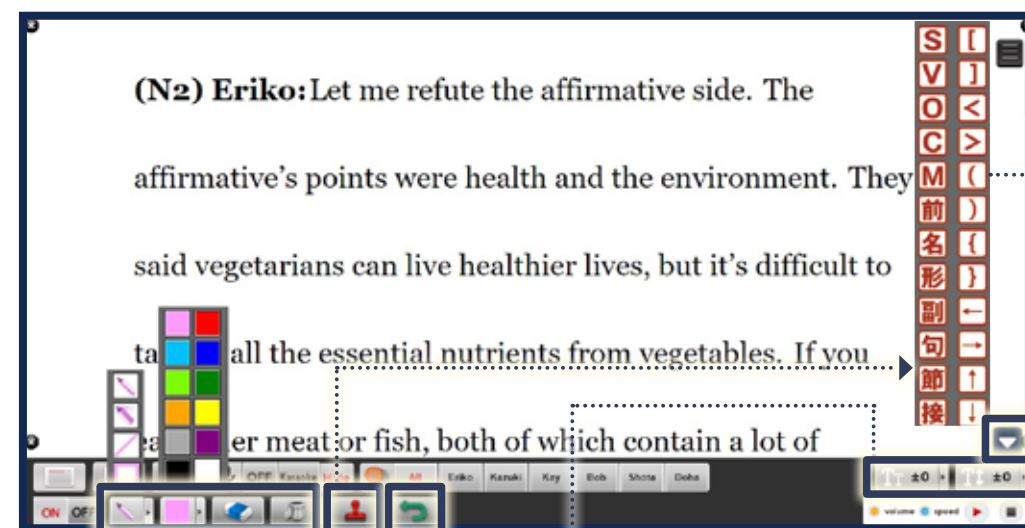 (N2) Eriko: Let me refute the affirmative side. The
affirmative's points were health and the environment. They
said vegetarians can live healthier lives, but it's difficult to
ta all the essential nutrients from vegetables. If you
er meat or fish, both of which contain a lot of
S [
V ]
O <
C >
M (
前 )
名 {
形 }
副 ←
句 →
節 ↑
接 ↓
OFF Karaoke All Eriko Kazuki Kay Bob Shota Doha
±0 ±0
ON OF
volume speed